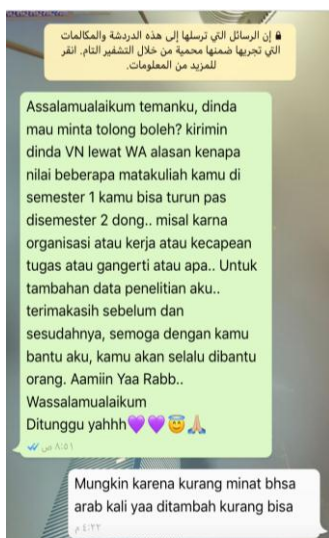 إن الرسائل التي ترسلها إلى هذه الدردشة والمكالمات
التي تجريها ضمنها محمية من خلال التشفير التام. انقر
للمزيد من المعلومات.
Assalamualaikum temanku, dinda
mau minta tolong boleh? kirimin
dinda VN lewat WA alasan kenapa
nilai beberapa matakuliah kamu di
semester 1 kamu bisa turun pas
disemester 2 dong.. misal karna
organisasi atau kerja atau kecapean
tugas atau gangerti atau apa.. Untuk
tambahan data penelitian aku..
terimakasih sebelum dan
sesudahnya, semoga dengan kamu
bantu aku, kamu akan selalu dibantu
orang. Aamiin Yaa Rabb..
Wassalamualaikum
Ditunggu yahhh💜💜😇🙏🏼
٨:٥١ ص
Mungkin karena kurang minat bhsa
arab kali yaa ditambah kurang bisa
٤:٢٢ م